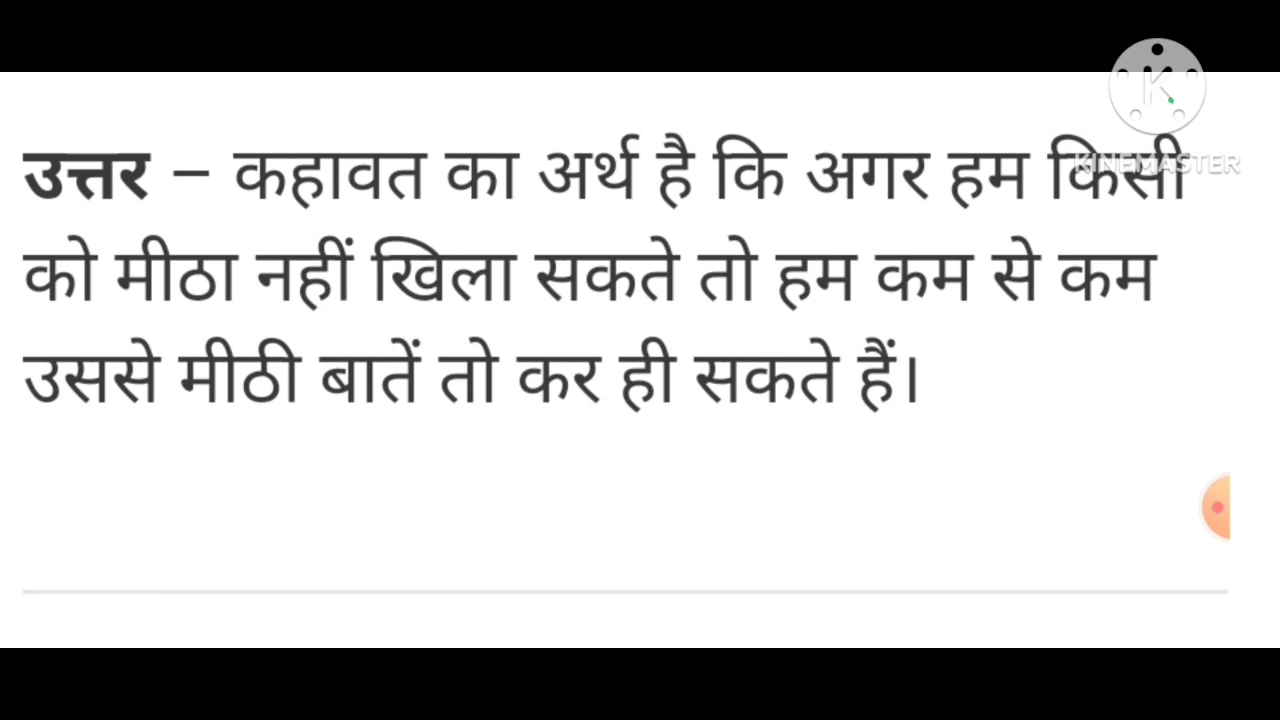 KINEMASTER
उत्तर – कहावत का अर्थ है कि अगर हम किसी
को मीठा नहीं खिला सकते तो हम कम से कम
उससे मीठी बातें तो कर ही सकते हैं।